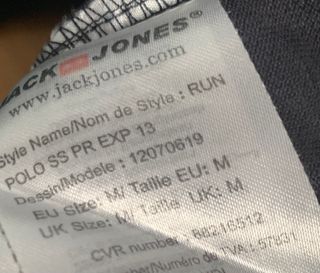 JACK JONES®
www.jackjones.com
Style Name/Nom de Style : RUN
POLO SS PR EXP 13
Dessin/Modele : 12070619
EU Size: M/ Taille EU: M
UK Size: M/ Taille UK: M
CVR number : 88216512